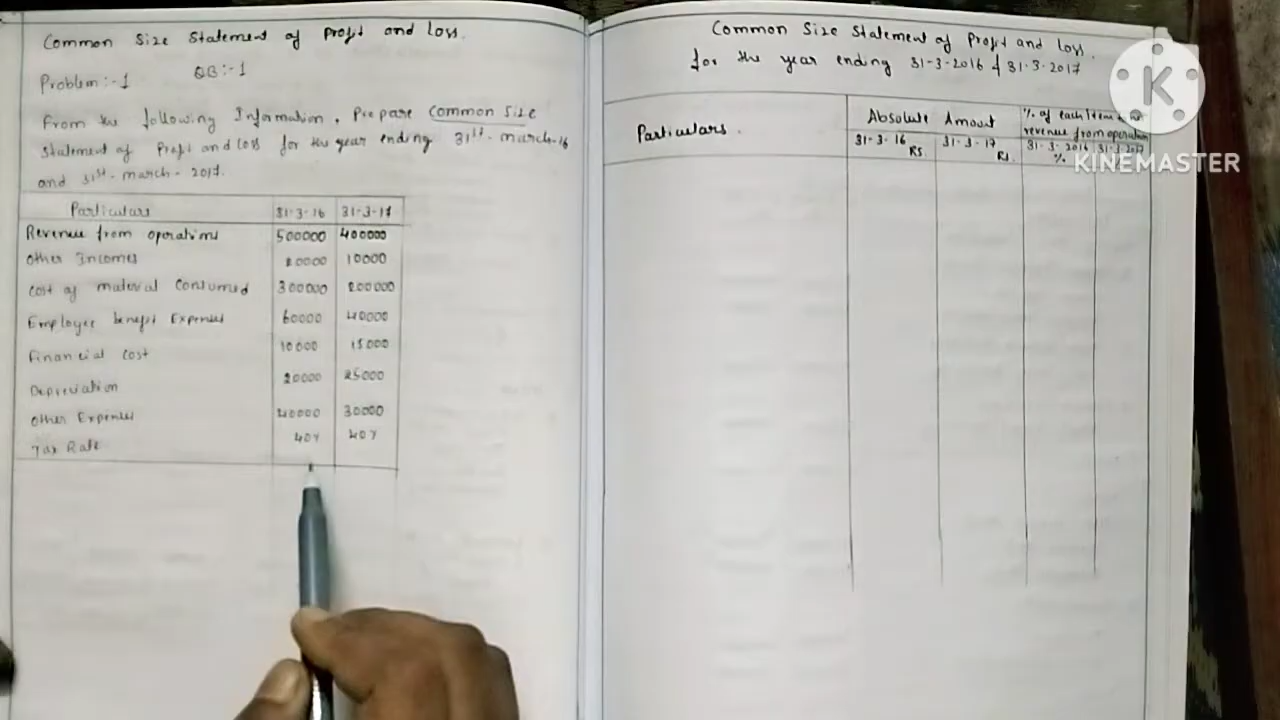 Common Size Statement of Profit and Loss.
Problem:-1 QB:-1
From the following Information, Prepare Common Size
Statement of Profit and Loss for the year ending 31st-march-16
and 31st-march-2017.
Particulars 31-3-16 31-3-17
Revenue from operations 500000 400000
Other Incomes 20000 10000
Cost of material Consumed 300000 200000
Employee benefit Expenses 60000 40000
Financial Cost 10000 15000
Depreciation 20000 25000
Other Expenses 40000 30000
Tax Rate 40% 40%
Common Size Statement of Profit and Loss.
for the year ending 31-3-2016 & 31-3-2017
Particulars. Absolute Amount % of each Item
revenue from operation
31-3-16 Rs. 31-3-17 Rs. 31-3-2016 % 31-3-2017
K
KINEMASTER